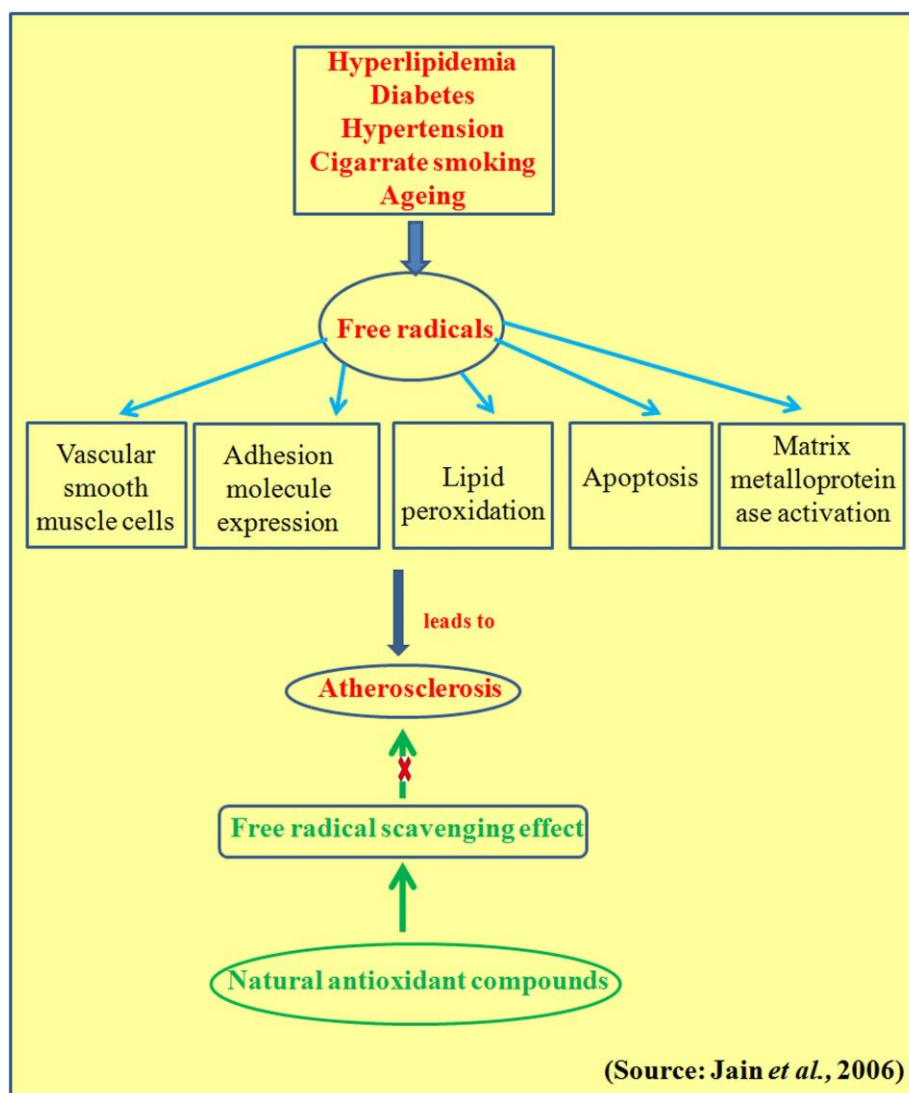 Hyperlipidemia
Diabetes
Hypertension
Cigarrate smoking
Ageing
Free radicals
Vascular
smooth
muscle cells
Adhesion
molecule
expression
Lipid
peroxidation
Apoptosis
Matrix
metalloprotein
ase activation
leads to
Atherosclerosis
Free radical scavenging effect
Natural antioxidant compounds
(Source: Jain et al., 2006)